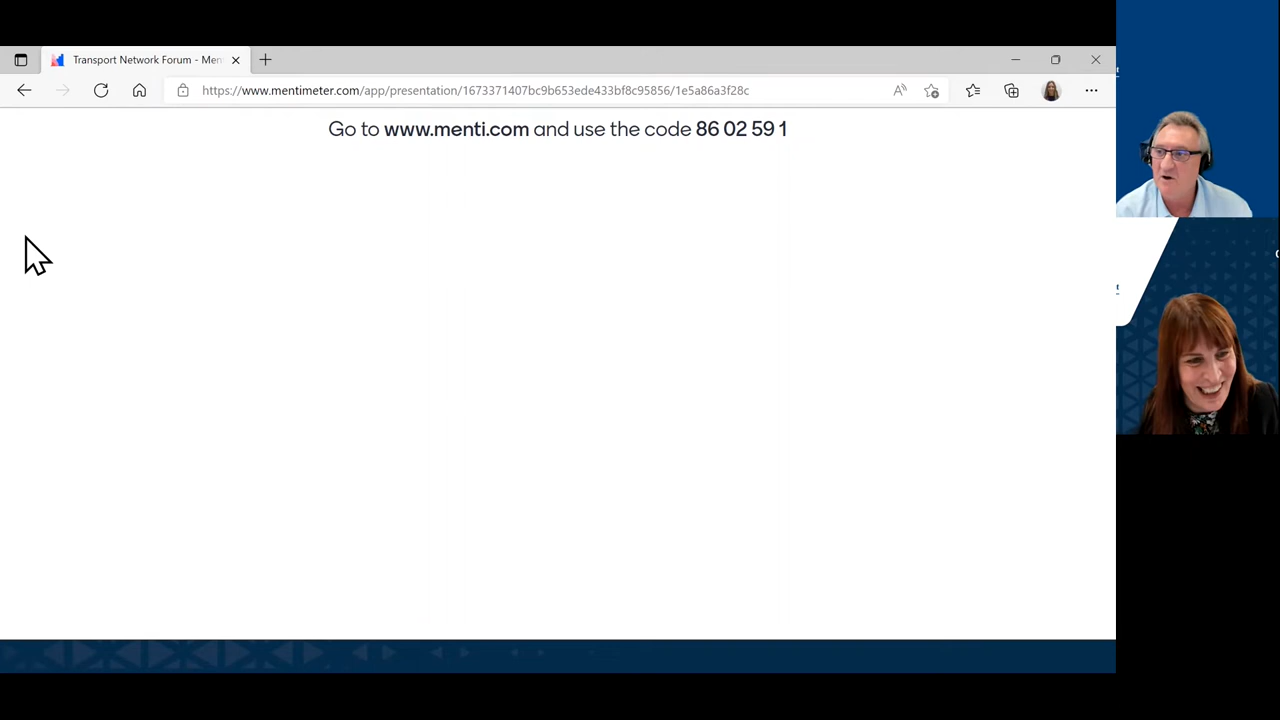 Transport Network Forum - Men
https://www.mentimeter.com/app/presentation/1673371407bc9b653ede433bf8c95856/1e5a86a3f28c
Go to www.menti.com and use the code 86 02 59 1